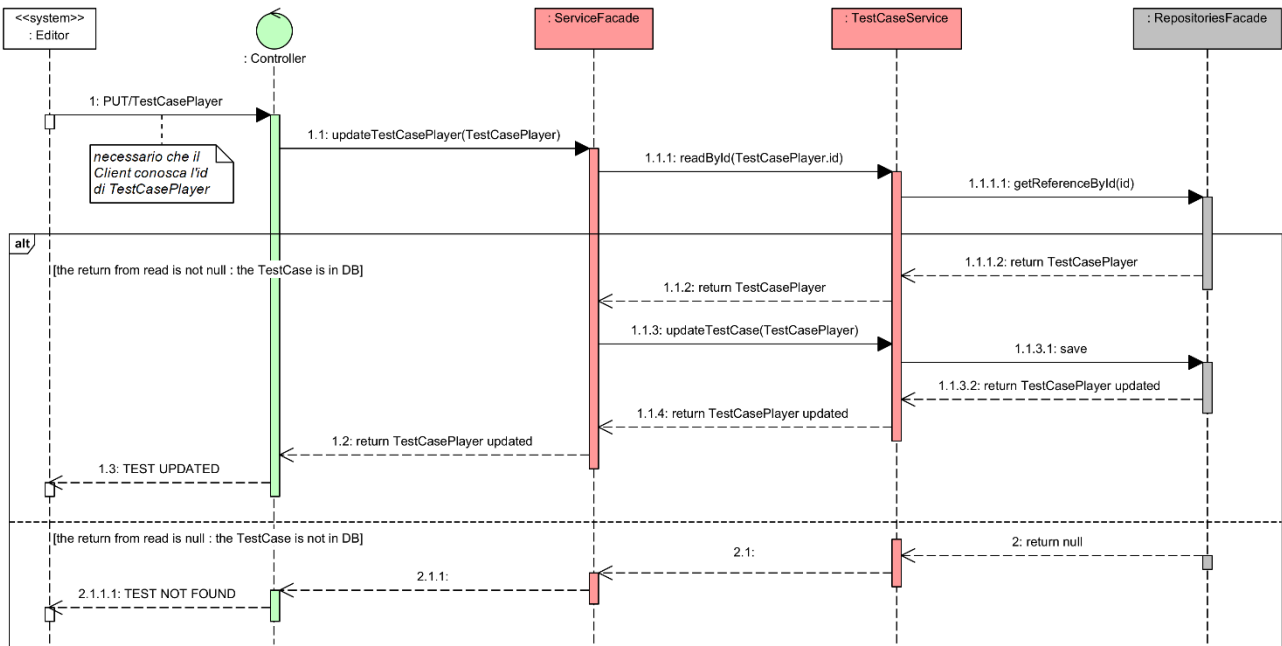 <<system>>
: Editor
: Controller
: ServiceFacade
: TestCaseService
: RepositoriesFacade
1: PUT/TestCasePlayer
necessario che il
Client conosca l'id
di TestCasePlayer
1.1: updateTestCasePlayer(TestCasePlayer)
1.1.1: readById(TestCasePlayer.id)
1.1.1.1: getReferenceById(id)
alt
[the return from read is not null : the TestCase is in DB]
1.1.1.2: return TestCasePlayer
1.1.2: return TestCasePlayer
1.1.3: updateTestCase(TestCasePlayer)
1.1.3.1: save
1.1.3.2: return TestCasePlayer updated
1.1.4: return TestCasePlayer updated
1.2: return TestCasePlayer updated
1.3: TEST UPDATED
[the return from read is null : the TestCase is not in DB]
2: return null
2.1:
2.1.1:
2.1.1.1: TEST NOT FOUND